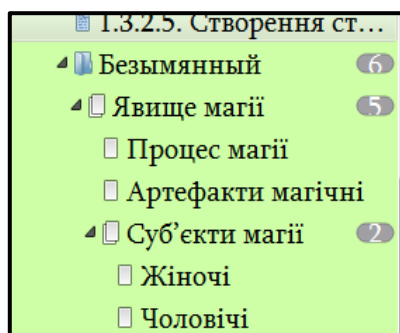 1.3.2.5. Створення ст...
Безымянный 6
Явище магії 5
Процес магії
Артефакти магічні
Суб’єкти магії 2
Жіночі
Чоловічі